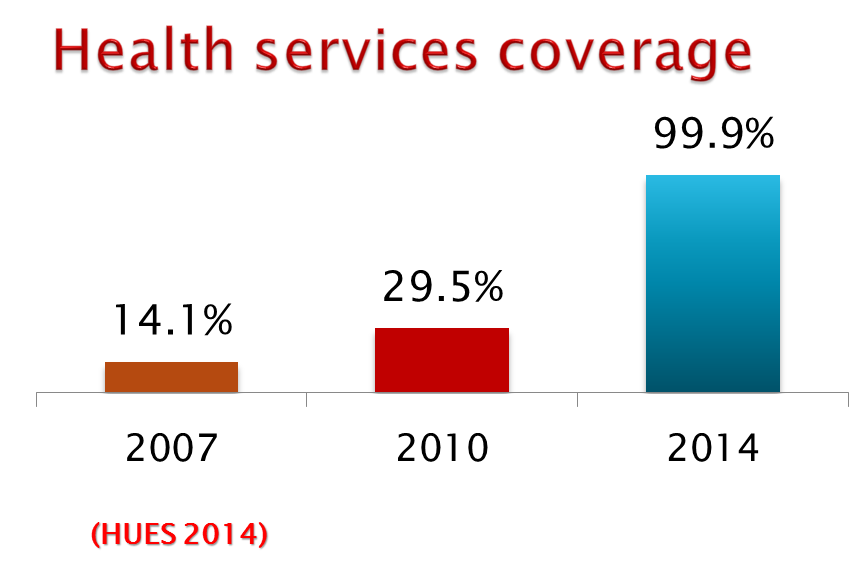 Health services coverage
99.9%
29.5%
14.1%
2007 2010 2014
(HUES 2014)